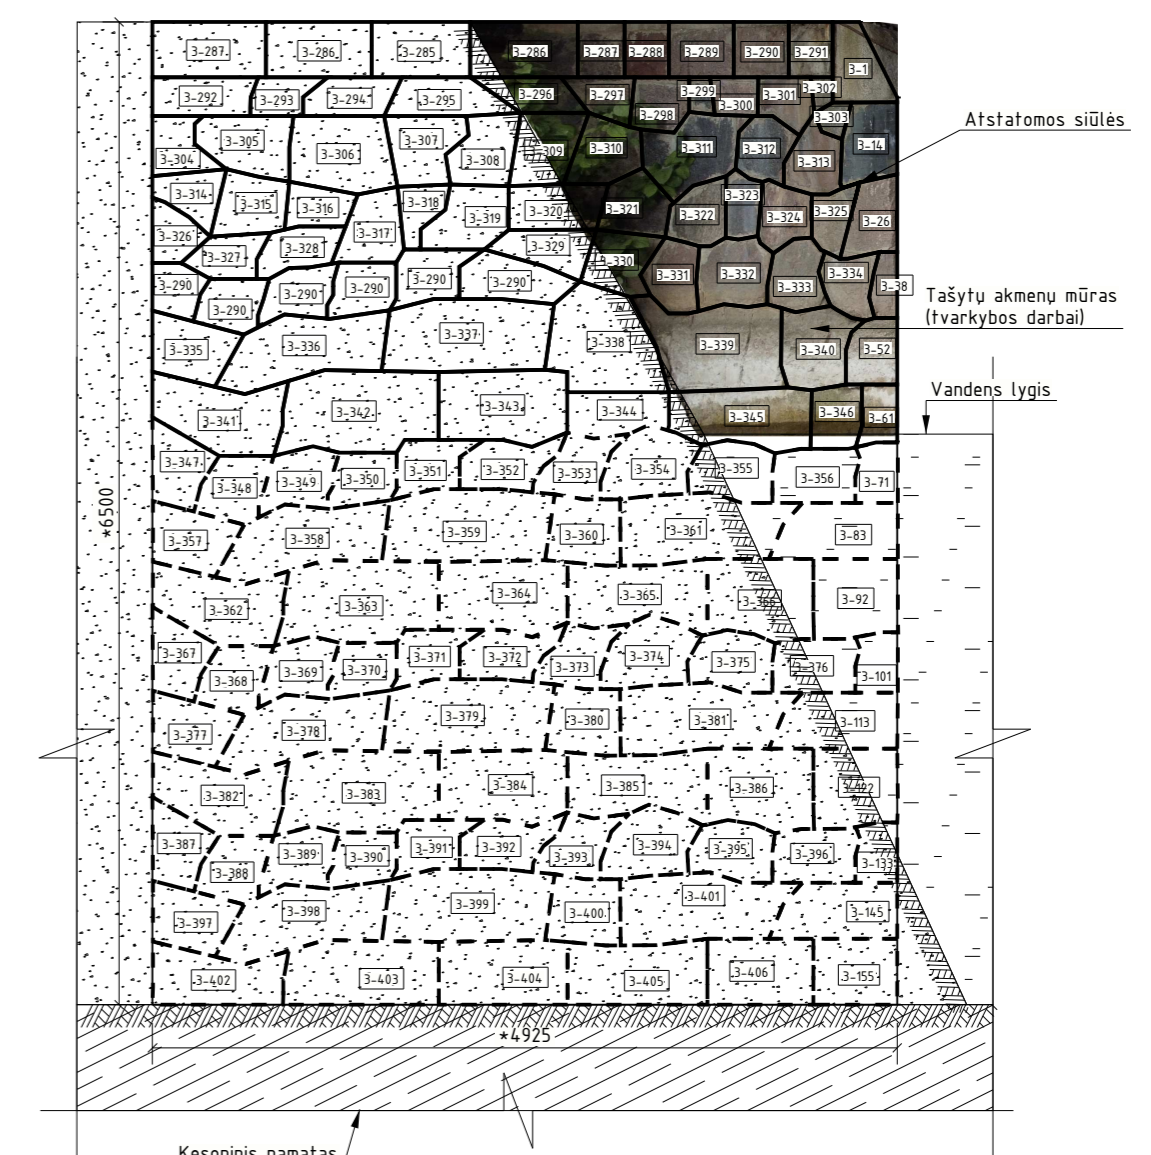 3-287 3-286 3-285 3-286 3-287 3-288 3-289 3-290 3-291
3-1
3-292 3-293 3-294 3-295 3-296 3-297 3-298 3-299 3-300 3-301 3-302
3-303
Atstatomos siūlės
3-304 3-305 3-306 3-307 3-308 309 3-310 3-311 3-312 3-313 3-14
3-314 3-315 3-316 3-317 3-318 3-319 3-320 3-321 3-322 3-323 3-324 3-325 3-26
3-326 3-327 3-328 3-329 3-330 3-331 3-332 3-333 3-334 3-38
3-290 3-290 3-290 3-290 3-290 3-290
Tašytų akmenų mūras
(tvarkybos darbai)
3-335 3-336 3-337 3-338 3-339 3-340 3-52
Vandens lygis
3-341 3-342 3-343 3-344 3-345 3-346 3-61
3-347 3-348 3-349 3-350 3-351 3-352 3-353 3-354 3-355 3-356 3-71
*6500
3-357 3-358 3-359 3-360 3-361 3-83
3-362 3-363 3-364 3-365 3-366 3-92
3-367 3-368 3-369 3-370 3-371 3-372 3-373 3-374 3-375 3-376 3-101
3-377 3-378 3-379 3-380 3-381 3-113
3-382 3-383 3-384 3-385 3-386 3-122
3-387 3-388 3-389 3-390 3-391 3-392 3-393 3-394 3-395 3-396 3-133
3-397 3-398 3-399 3-400 3-401 3-145
3-402 3-403 3-404 3-405 3-406 3-155
*4925
Kesoninis pamatas